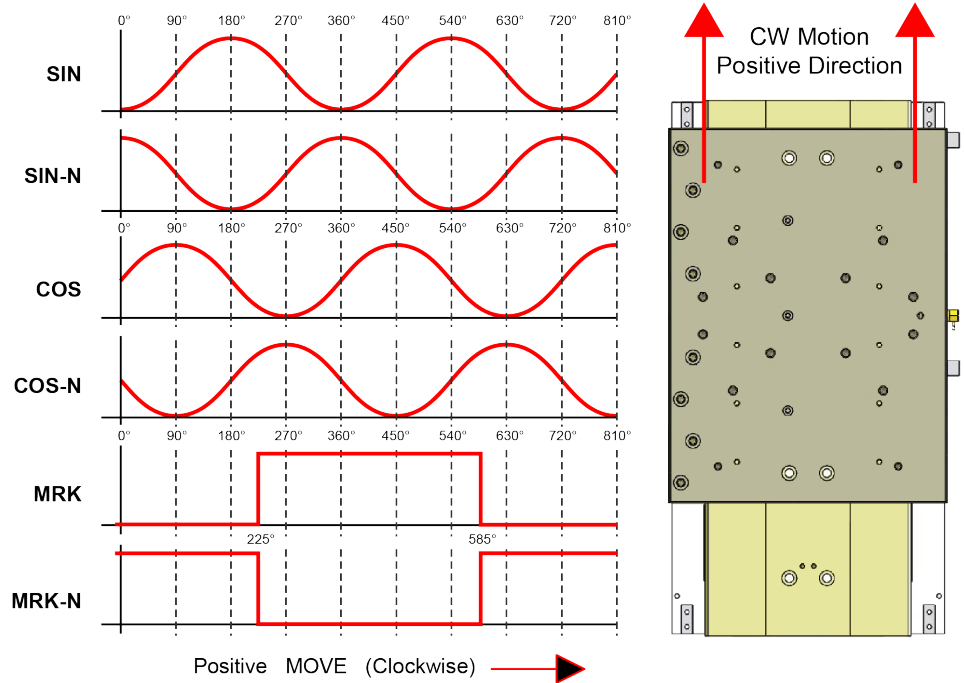 0° 90° 180° 270° 360° 450° 540° 630° 720° 810°
SIN
SIN-N
0° 90° 180° 270° 360° 450° 540° 630° 720° 810°
COS
COS-N
0° 90° 180° 270° 360° 450° 540° 630° 720° 810°
MRK
225° 585°
MRK-N
Positive MOVE (Clockwise)
CW Motion
Positive Direction